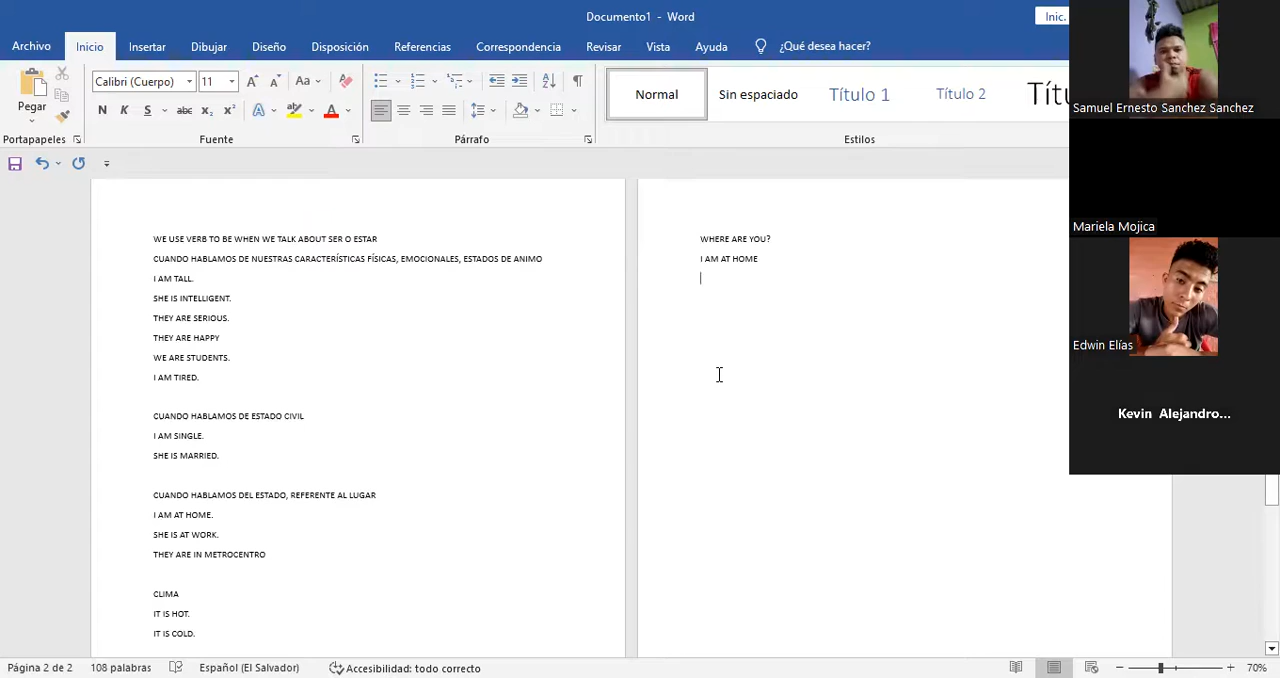 Documento1 - Word
Inic.
Archivo
Inicio
Insertar
Dibujar
Diseño
Disposición
Referencias
Correspondencia
Revisar
Vista
Ayuda
¿Qué desea hacer?
Pegar
Portapapeles
Calibri (Cuerpo)
11
Aa
N K S abc x₂ x²
Fuente
Párrafo
Normal
Sin espaciado
Título 1
Título 2
Títu
Estilos
WE USE VERB TO BE WHEN WE TALK ABOUT SER O ESTAR
CUANDO HABLAMOS DE NUESTRAS CARACTERÍSTICAS FÍSICAS, EMOCIONALES, ESTADOS DE ANIMO
I AM TALL.
SHE IS INTELLIGENT.
THEY ARE SERIOUS.
THEY ARE HAPPY
WE ARE STUDENTS.
I AM TIRED.
CUANDO HABLAMOS DE ESTADO CIVIL
I AM SINGLE.
SHE IS MARRIED.
CUANDO HABLAMOS DEL ESTADO, REFERENTE AL LUGAR
I AM AT HOME.
SHE IS AT WORK.
THEY ARE IN METROCENTRO
CLIMA
IT IS HOT.
IT IS COLD.
WHERE ARE YOU?
I AM AT HOME
Samuel Ernesto Sanchez Sanchez
Mariela Mojica
Edwin Elías
Kevin Alejandro...
Página 2 de 2
108 palabras
Español (El Salvador)
Accesibilidad: todo correcto
70%